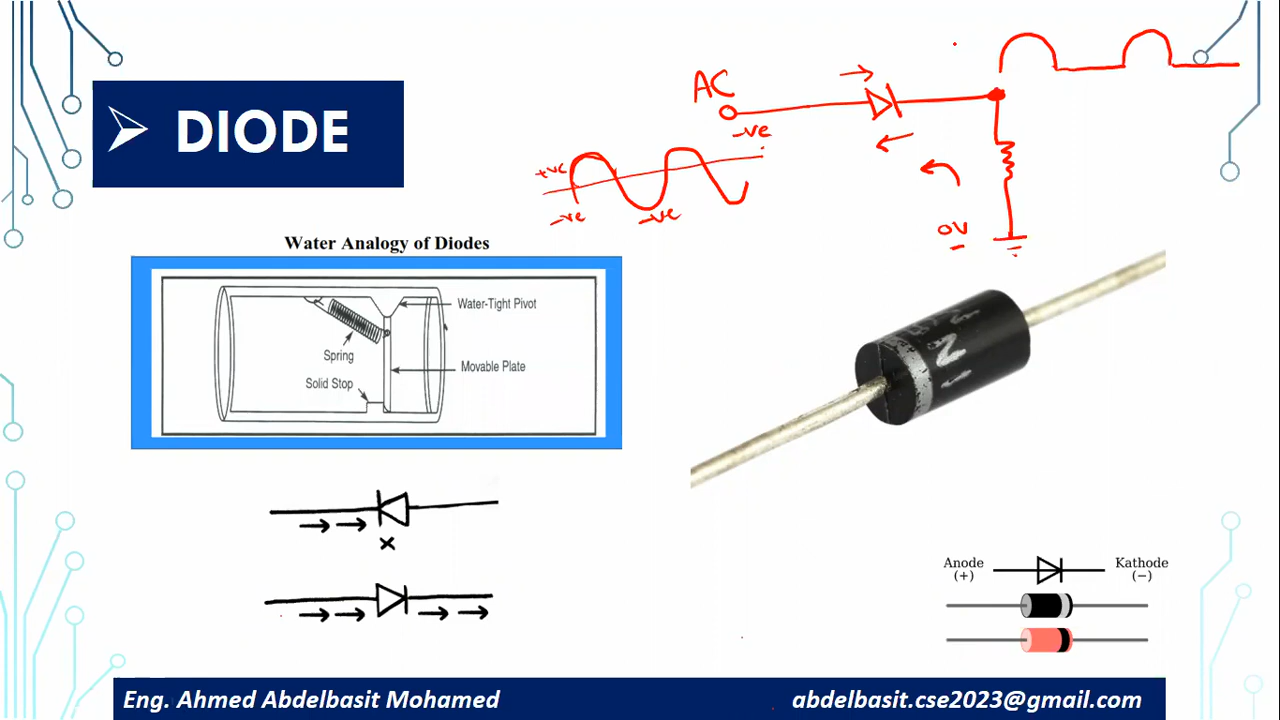 DIODE
AC
-ve
+ve
-ve
-ve
0V
Water Analogy of Diodes
Water-Tight Pivot
Spring
Movable Plate
Solid Stop
Anode
(+)
Kathode
(−)
Eng. Ahmed Abdelbasit Mohamed
abdelbasit.cse2023@gmail.com